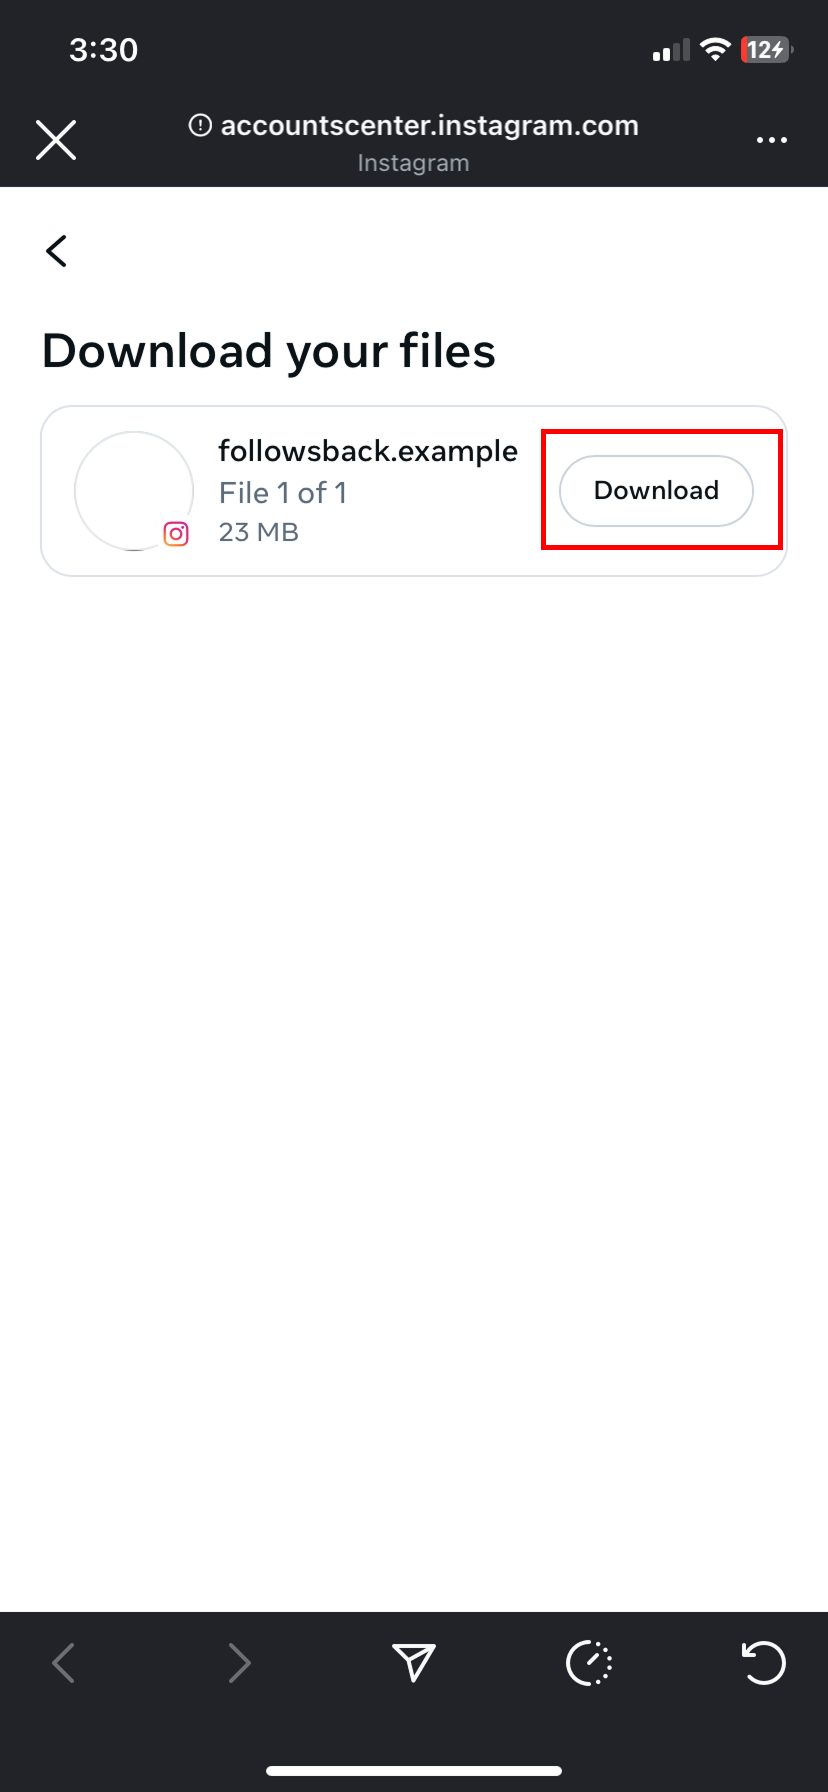 3:30
12
accountscenter.instagram.com
Instagram
Download your files
followsback.example
File 1 of 1
23 MB
Download